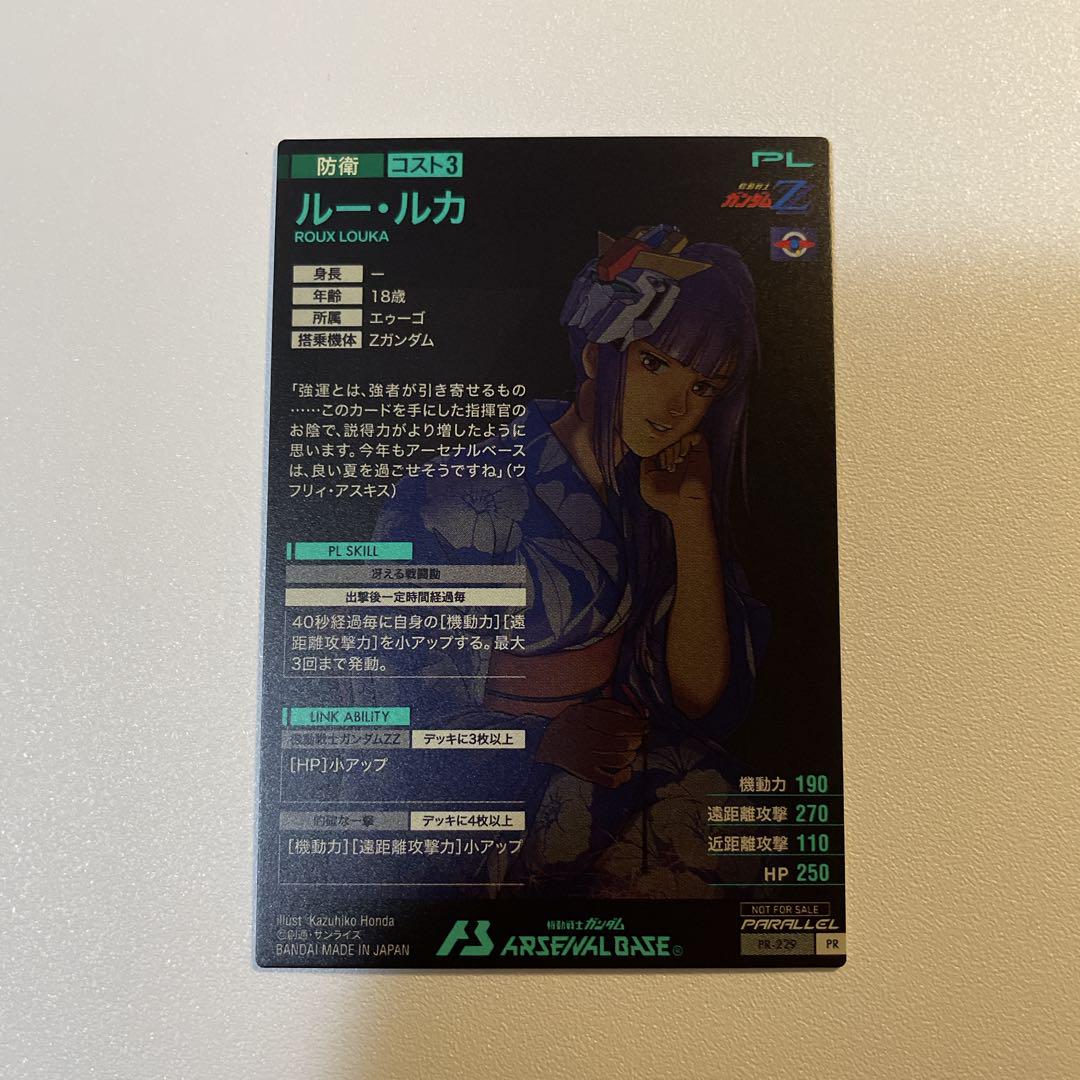 防衛 コスト3
PL
ルー・ルカ
ROUX LOUKA
機動戦士
ガンダムZZ
身長 ー
年齢 18歳
所属 エゥーゴ
搭乗機体 Zガンダム
「強運とは、強者が引き寄せるもの
……このカードを手にした指揮官の
お陰で、説得力がより増したように
思います。今年もアーセナルベース
は、良い夏を過ごせそうですね」(ウ
フリィ・アスキス)
PL SKILL
冴える戦闘勘
出撃後一定時間経過毎
40秒経過毎に自身の[機動力][遠
距離攻撃力]を小アップする。最大
3回まで発動。
LINK ABILITY
機動戦士ガンダムZZ デッキに3枚以上
[HP]小アップ
的確な一撃 デッキに4枚以上
[機動力][遠距離攻撃力]小アップ
機動力 190
遠距離攻撃 270
近距離攻撃 110
HP 250
illust Kazuhiko Honda
©創通・サンライズ
BANDAI MADE IN JAPAN
機動戦士ガンダム
ARSENAL BASE®
NOT FOR SALE
PARALLEL
PR-229 PR